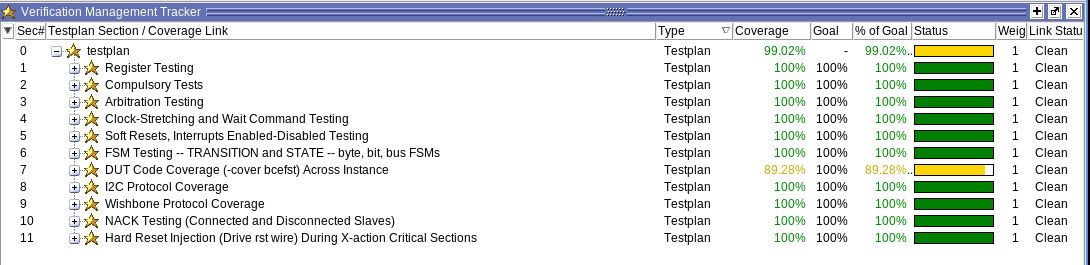 Verification Management Tracker
Sec# Testplan Section / Coverage Link Type Coverage Goal % of Goal Status Weig Link Statu
0 testplan Testplan 99.02% - 99.02%..  1 Clean
1 Register Testing Testplan 100% 100% 100% 1 Clean
2 Compulsory Tests Testplan 100% 100% 100% 1 Clean
3 Arbitration Testing Testplan 100% 100% 100% 1 Clean
4 Clock-Stretching and Wait Command Testing Testplan 100% 100% 100% 1 Clean
5 Soft Resets, Interrupts Enabled-Disabled Testing Testplan 100% 100% 100% 1 Clean
6 FSM Testing -- TRANSITION and STATE -- byte, bit, bus FSMs Testplan 100% 100% 100% 1 Clean
7 DUT Code Coverage (-cover bcefst) Across Instance Testplan 89.28% 100% 89.28%.. 1 Clean
8 I2C Protocol Coverage Testplan 100% 100% 100% 1 Clean
9 Wishbone Protocol Coverage Testplan 100% 100% 100% 1 Clean
10 NACK Testing (Connected and Disconnected Slaves) Testplan 100% 100% 100% 1 Clean
11 Hard Reset Injection (Drive rst wire) During X-action Critical Sections Testplan 100% 100% 100% 1 Clean